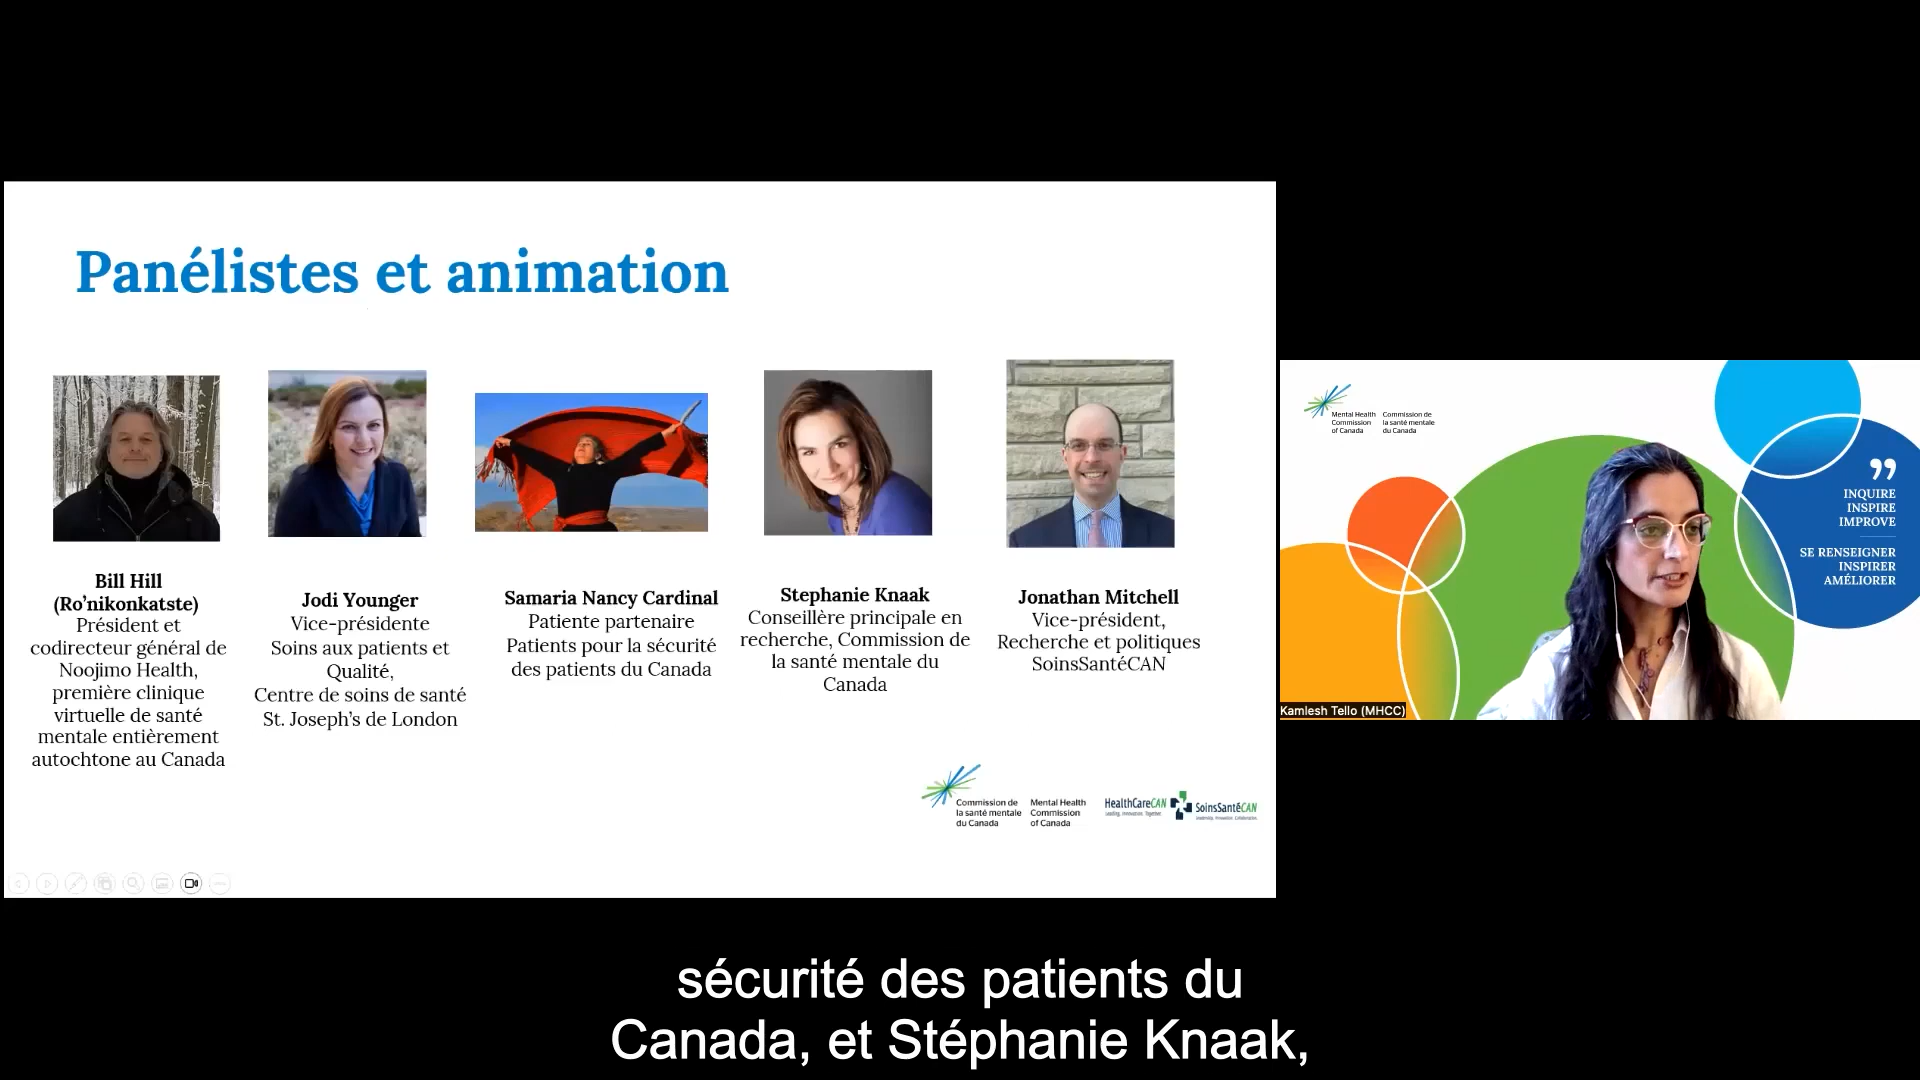 Panélistes et animation
Bill Hill
(Ro'nikonkatste)
Président et
codirecteur général de
Noojimo Health,
première clinique
virtuelle de santé
mentale entièrement
autochtone au Canada
Jodi Younger
Vice-présidente
Soins aux patients et
Qualité,
Centre de soins de santé
St. Joseph's de London
Samaria Nancy Cardinal
Patiente partenaire
Patients pour la sécurité
des patients du Canada
Stephanie Knaak
Conseillère principale en
recherche, Commission de
la santé mentale du
Canada
Jonathan Mitchell
Vice-président,
Recherche et politiques
SoinsSantéCAN
Commission de
la santé mentale
du Canada
Mental Health
Commission
of Canada
HealthCareCAN
Leading. Innovation. Together.
SoinsSantéCAN
Mental Health
Commission
of Canada
Commission de
la santé mentale
du Canada
INQUIRE
INSPIRE
IMPROVE
SE RENSEIGNER
INSPIRER
AMÉLIORER
Kamlesh Tello (MHCC)
sécurité des patients du
Canada, et Stéphanie Knaak,